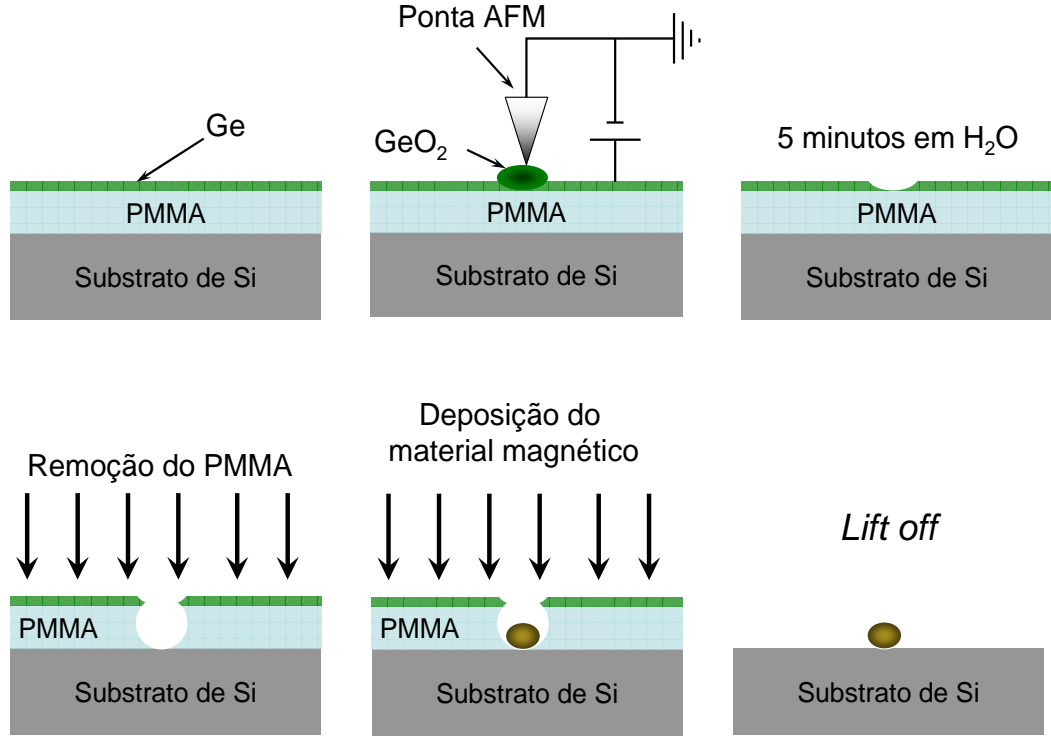 Ge
PMMA
Substrato de Si
Ponta AFM
GeO₂
PMMA
Substrato de Si
5 minutos em H₂O
PMMA
Substrato de Si
Remoção do PMMA
PMMA
Substrato de Si
Deposição do
material magnético
PMMA
Substrato de Si
Lift off
Substrato de Si